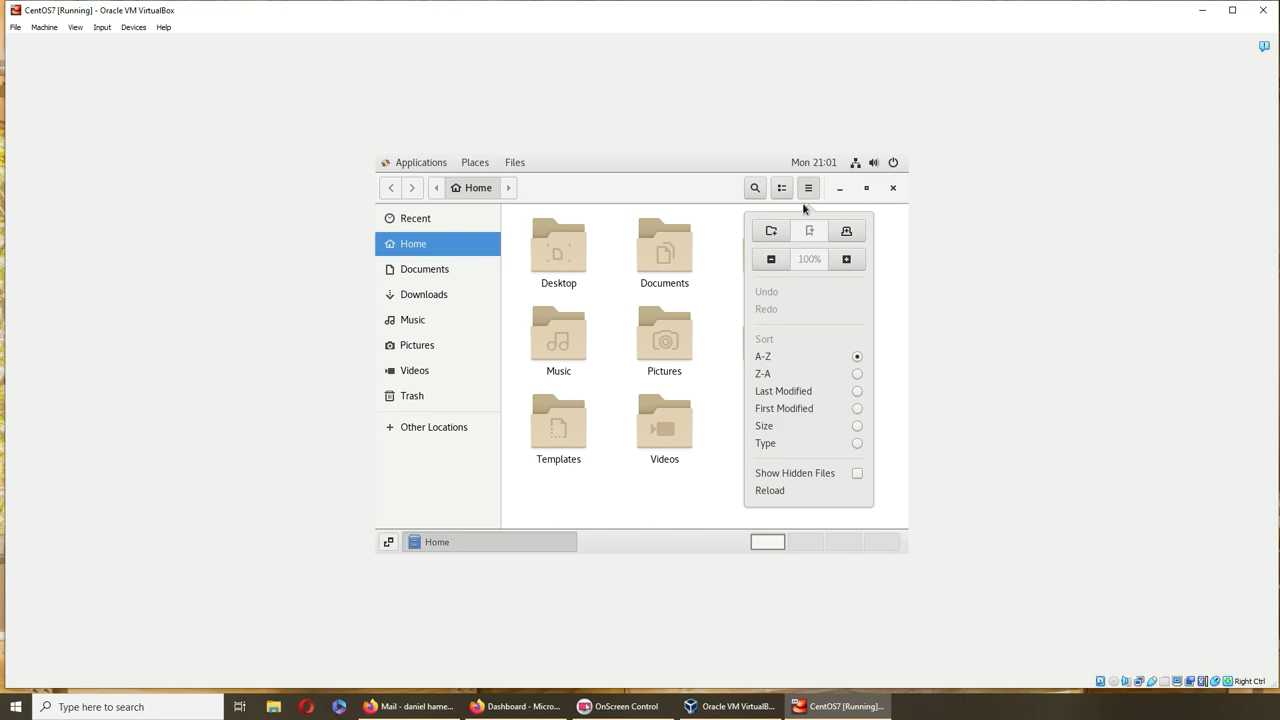 CentOS7 [Running] - Oracle VM VirtualBox
File Machine View Input Devices Help
Applications Places Files Mon 21:01
Home
Recent
Home
Documents
Downloads
Music
Pictures
Videos
Trash
+ Other Locations
Desktop
Documents
Music
Pictures
Templates
Videos
100%
Undo
Redo
Sort
A-Z
Z-A
Last Modified
First Modified
Size
Type
Show Hidden Files
Reload
Home
Right Ctrl
Type here to search
Mail - daniel hame...
Dashboard - Micro...
OnScreen Control
Oracle VM VirtualB...
CentOS7 [Running]...